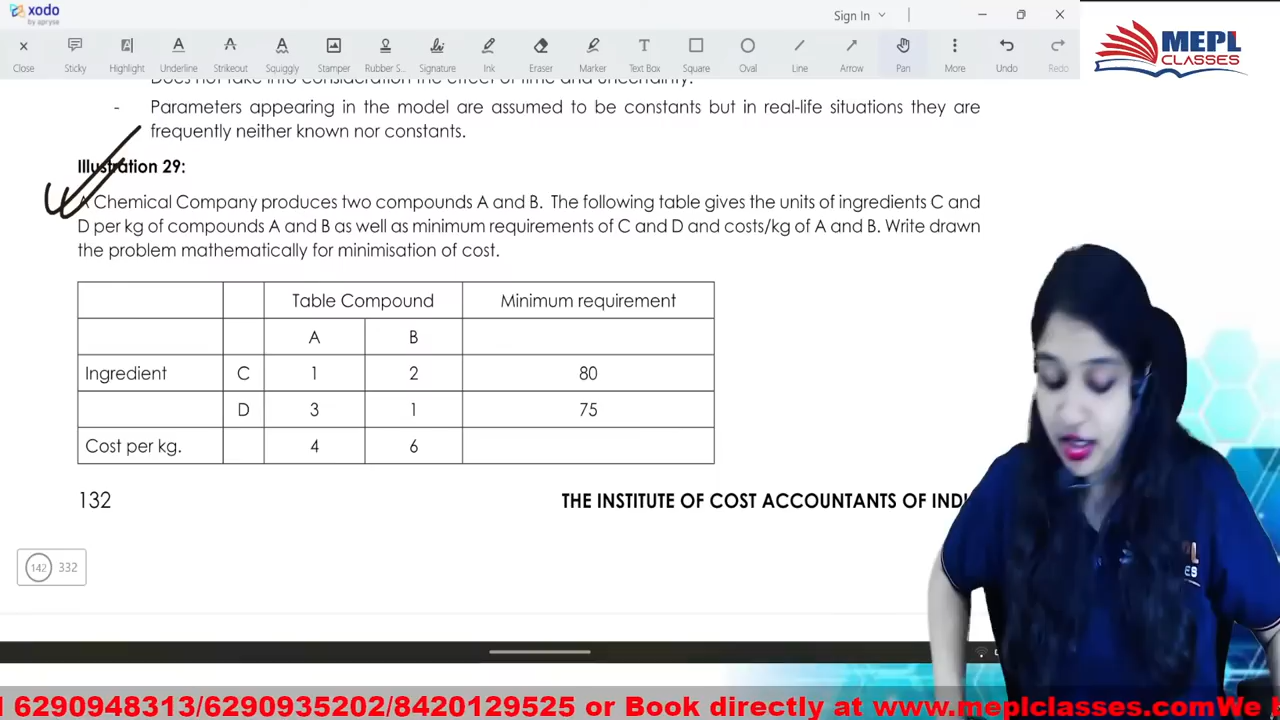 xodo
by apryse
Sign In
Close
Sticky
Highlight
Underline
Strikeout
Squiggly
Stamper
Rubber Stamp
Signature
Ink
Eraser
Marker
Text Box
Square
Oval
Line
Arrow
Pan
More
Undo
Redo
MEPL
CLASSES
- Parameters appearing in the model are assumed to be constants but in real-life situations they are
frequently neither known nor constants.
Illustration 29:
A Chemical Company produces two compounds A and B. The following table gives the units of ingredients C and
D per kg of compounds A and B as well as minimum requirements of C and D and costs/kg of A and B. Write drawn
the problem mathematically for minimisation of cost.
Table Compound Minimum requirement
A B
Ingredient C 1 2 80
D 3 1 75
Cost per kg. 4 6
132 THE INSTITUTE OF COST ACCOUNTANTS OF INDI
142 332
6290948313/6290935202/8420129525 or Book directly at www.meplclasses.comWe